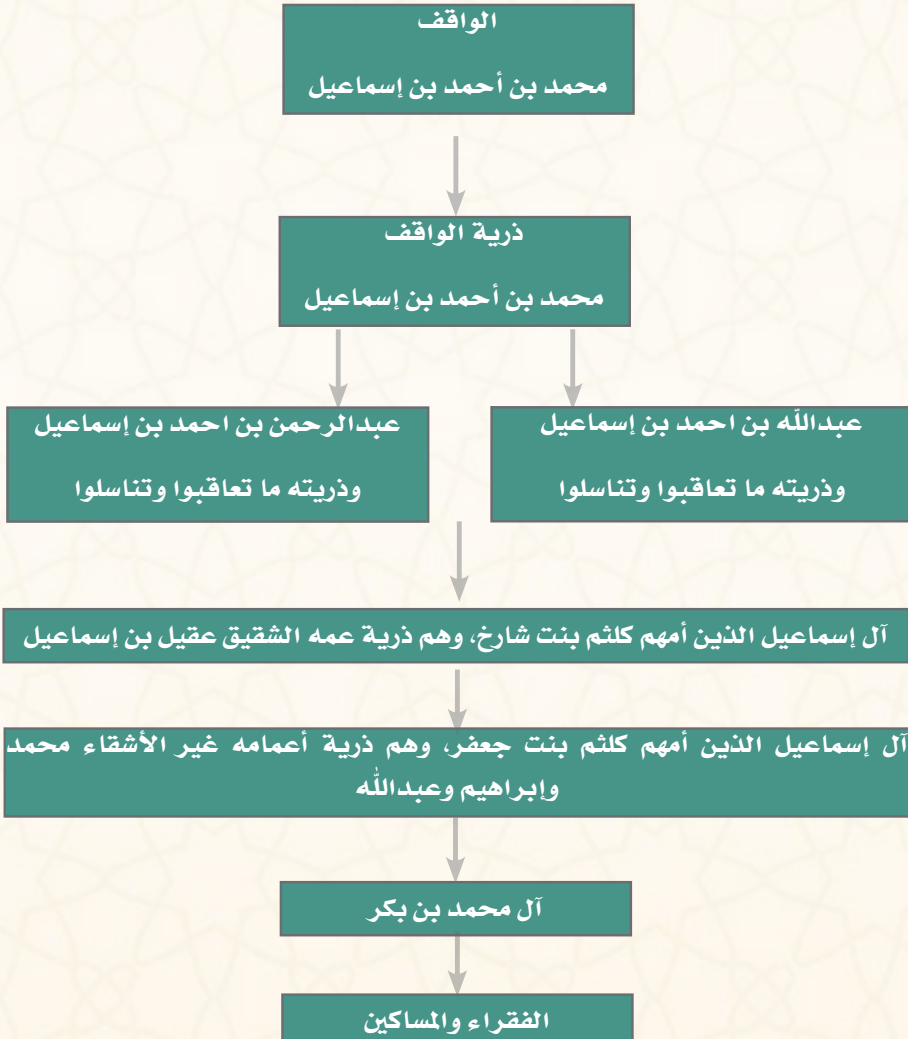 الواقف
محمد بن أحمد بن إسماعيل
ذرية الواقف
محمد بن أحمد بن إسماعيل
عبدالله بن احمد بن إسماعيل
وذريته ما تعاقبوا وتناسلوا
عبدالرحمن بن احمد بن إسماعيل
وذريته ما تعاقبوا وتناسلوا
آل إسماعيل الذين أمهم كلثم بنت شارخ، وهم ذرية عمه الشقيق عقيل بن إسماعيل
آل إسماعيل الذين أمهم كلثم بنت جعفر، وهم ذرية أعمامه غير الأشقاء محمد
وإبراهيم وعبدالله
آل محمد بن بكر
الفقراء والمساكين